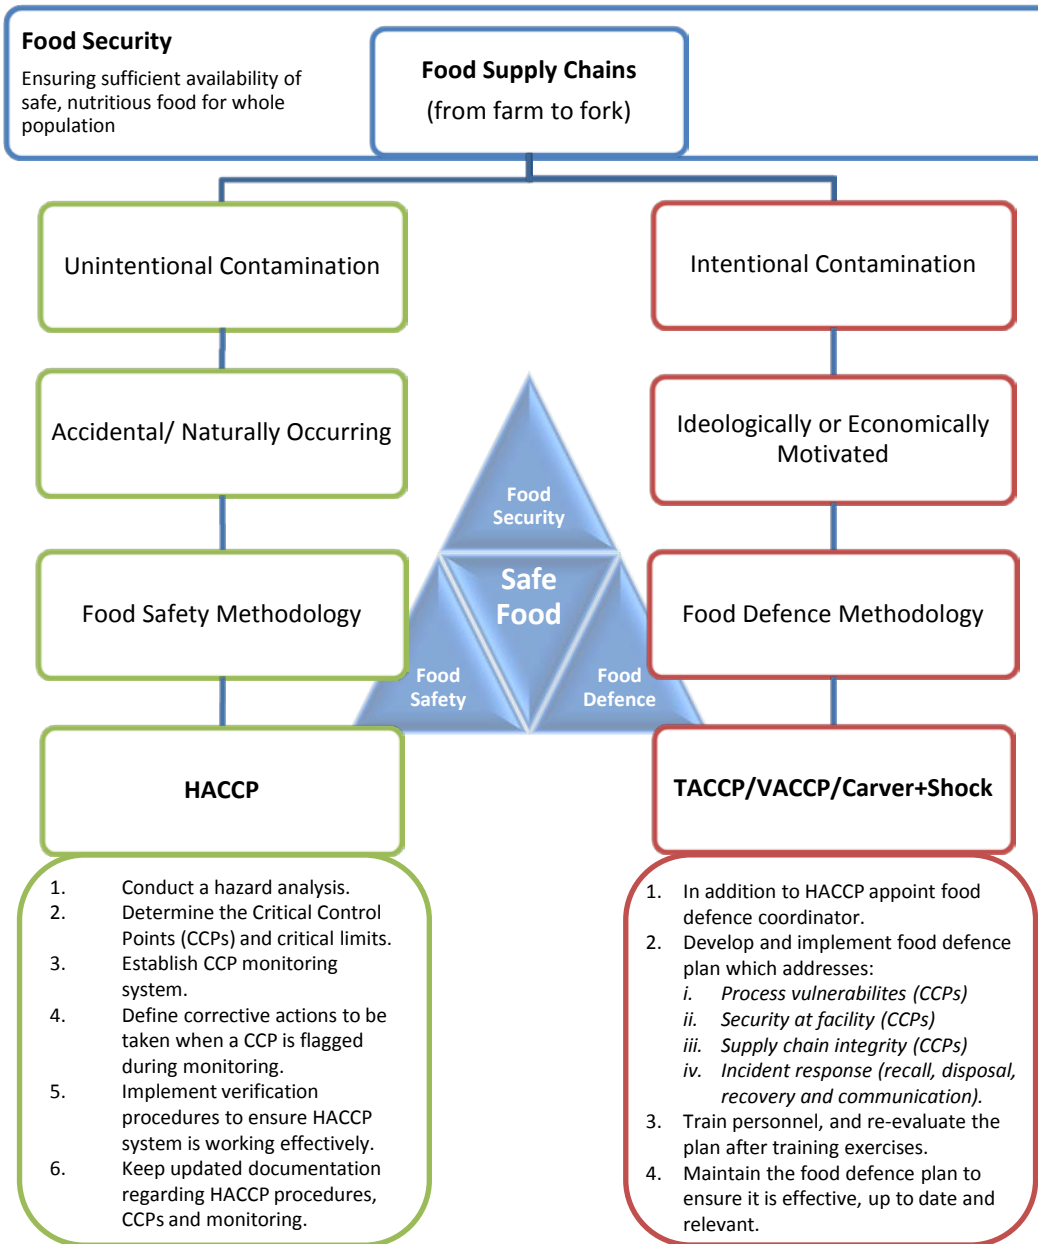 Food Security
Ensuring sufficient availability of
safe, nutritious food for whole
population
Food Supply Chains
(from farm to fork)
Unintentional Contamination
Intentional Contamination
Accidental/ Naturally Occurring
Ideologically or Economically
Motivated
Food
Security
Safe
Food
Food
Safety
Food
Defence
Food Safety Methodology
Food Defence Methodology
HACCP
TACCP/VACCP/Carver+Shock
1. Conduct a hazard analysis.
2. Determine the Critical Control
Points (CCPs) and critical limits.
3. Establish CCP monitoring
system.
4. Define corrective actions to be
taken when a CCP is flagged
during monitoring.
5. Implement verification
procedures to ensure HACCP
system is working effectively.
6. Keep updated documentation
regarding HACCP procedures,
CCPs and monitoring.
1. In addition to HACCP appoint food
defence coordinator.
2. Develop and implement food defence
plan which addresses:
i. Process vulnerabilites (CCPs)
ii. Security at facility (CCPs)
iii. Supply chain integrity (CCPs)
iv. Incident response (recall, disposal,
recovery and communication).
3. Train personnel, and re-evaluate the
plan after training exercises.
4. Maintain the food defence plan to
ensure it is effective, up to date and
relevant.